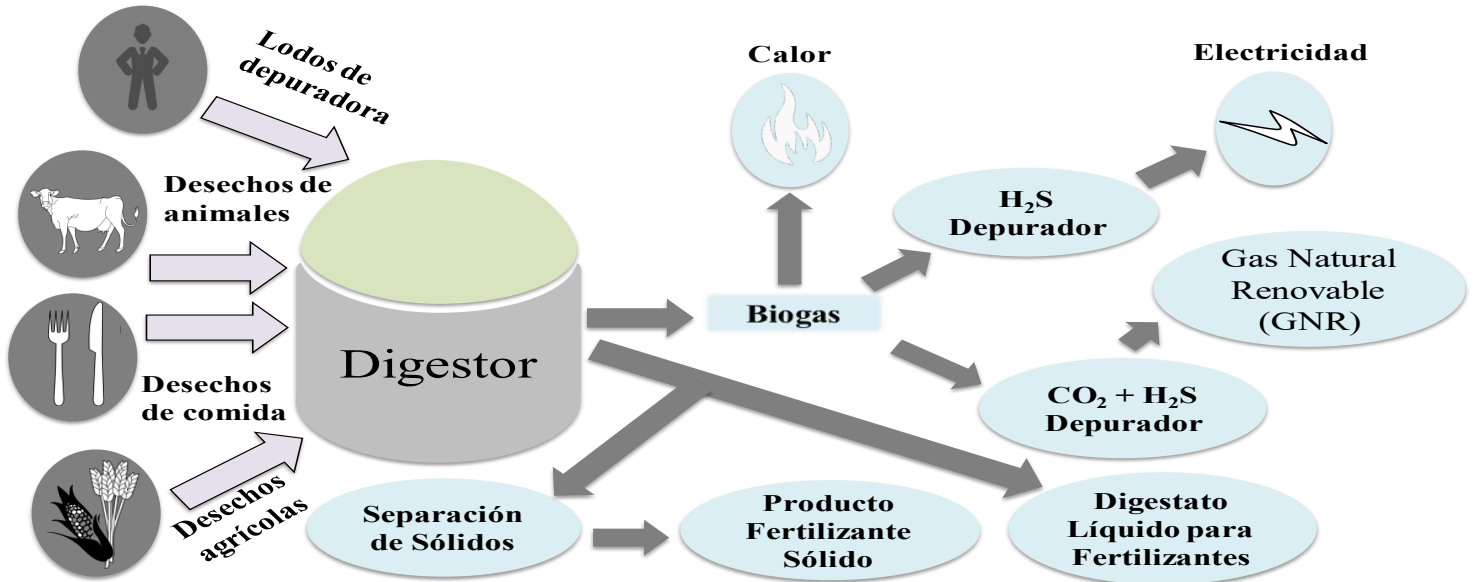 Lodos de
depuradora
Desechos de
animales
Desechos
de comida
Desechos
agrícolas
Digestor
Biogas
Calor
H₂S
Depurador
Electricidad
CO₂ + H₂S
Depurador
Gas Natural
Renovable
(GNR)
Separación
de Sólidos
Producto
Fertilizante
Sólido
Digestato
Líquido para
Fertilizantes